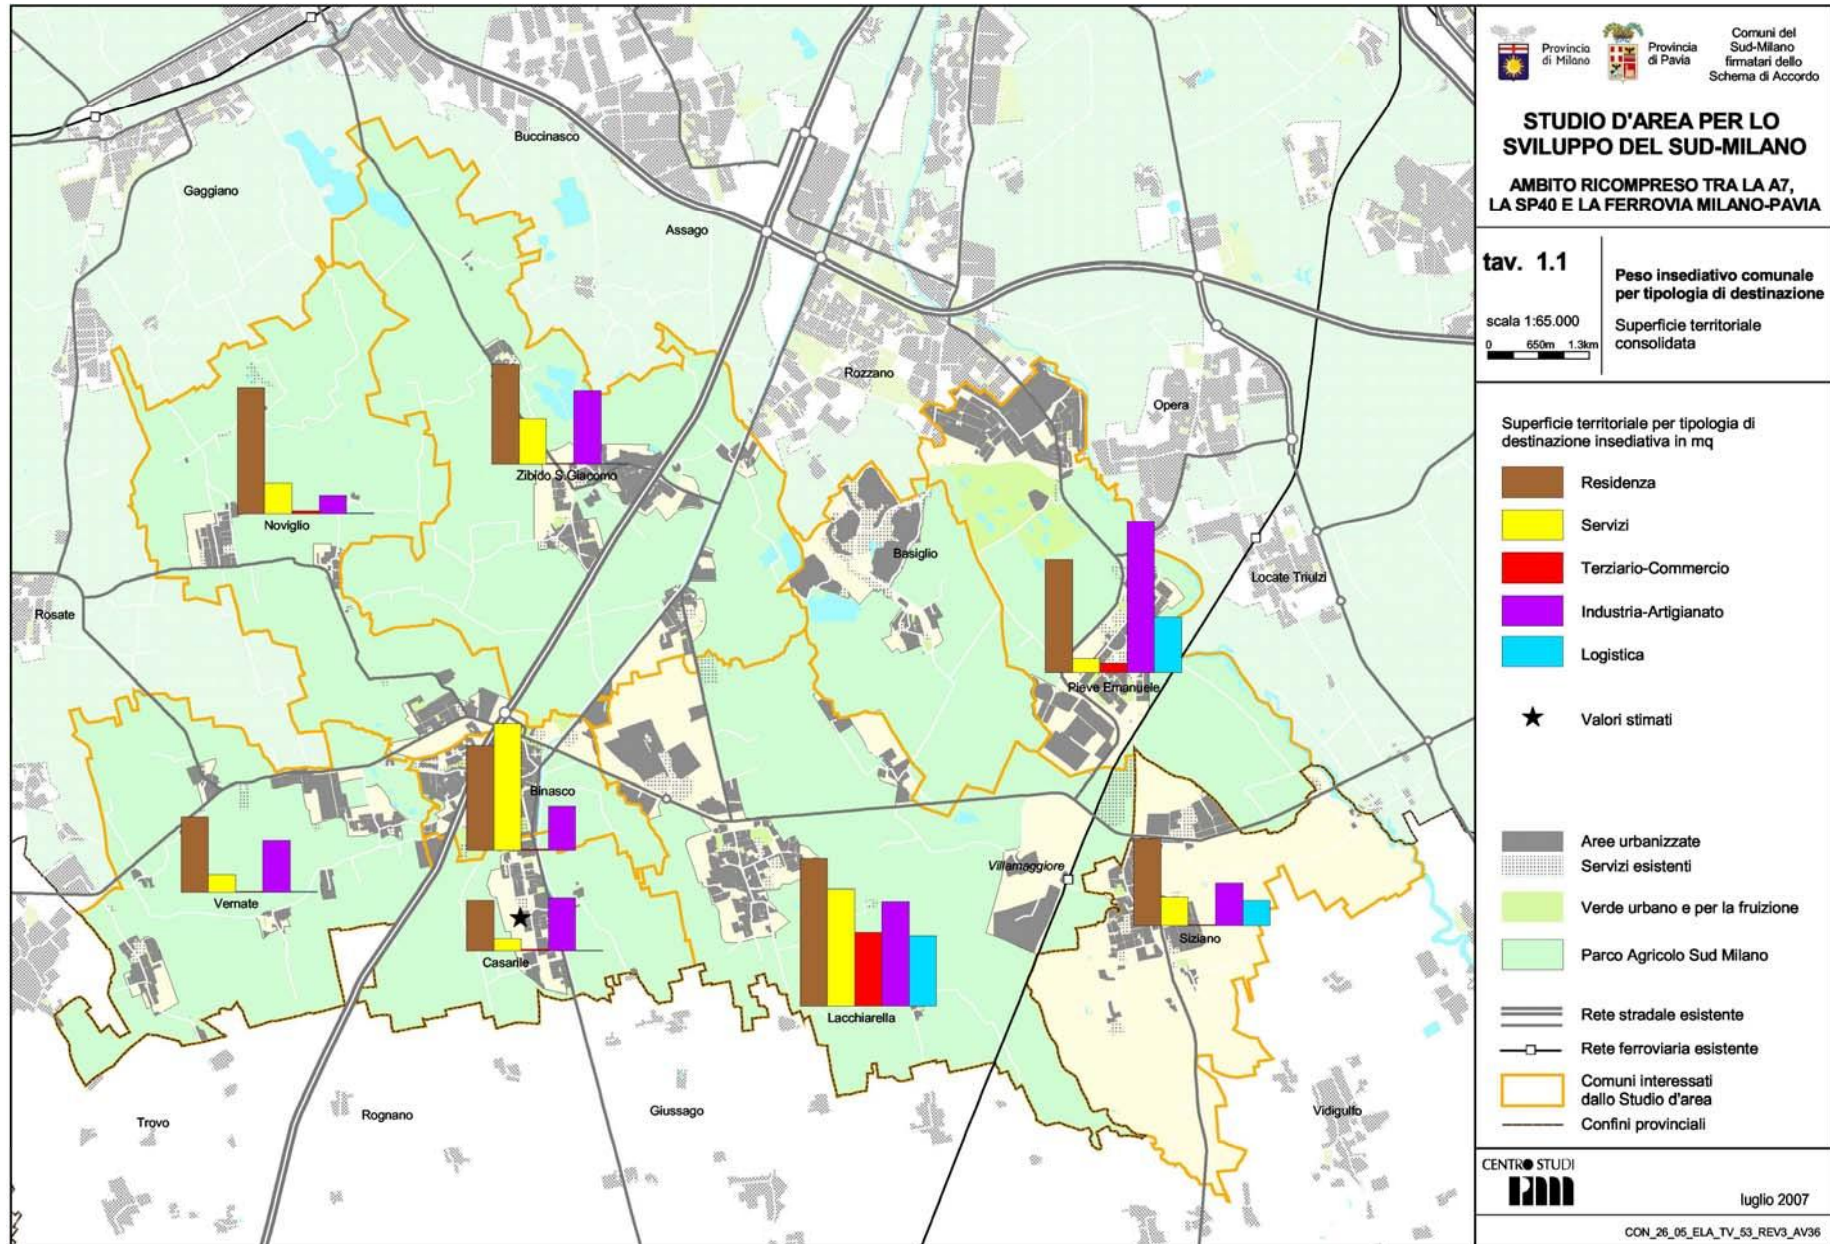 Gaggiano
Buccinasco
Assago
Rozzano
Opera
Noviglio
Zibido S.Giacomo
Basiglio
Locate Triulzi
Rosate
Pieve Emanuele
Binasco
Vernate
Casarile
Lacchiarella
Villamaggiore
Siziano
Trovo
Rognano
Giussago
Vidigulfo
Provincia
di Milano
Provincia
di Pavia
Comuni del
Sud-Milano
firmatari dello
Schema di Accordo
STUDIO D'AREA PER LO
SVILUPPO DEL SUD-MILANO
AMBITO RICOMPRESO TRA LA A7,
LA SP40 E LA FERROVIA MILANO-PAVIA
tav. 1.1
scala 1:65.000
0 650m 1.3km
Peso insediativo comunale
per tipologia di destinazione
Superficie territoriale
consolidata
Superficie territoriale per tipologia di
destinazione insediativa in mq
Residenza
Servizi
Terziario-Commercio
Industria-Artigianato
Logistica
Valori stimati
Aree urbanizzate
Servizi esistenti
Verde urbano e per la fruizione
Parco Agricolo Sud Milano
Rete stradale esistente
Rete ferroviaria esistente
Comuni interessati
dallo Studio d'area
Confini provinciali
CENTRO STUDI
PIM
luglio 2007
CON_26_05_ELA_TV_53_REV3_AV36